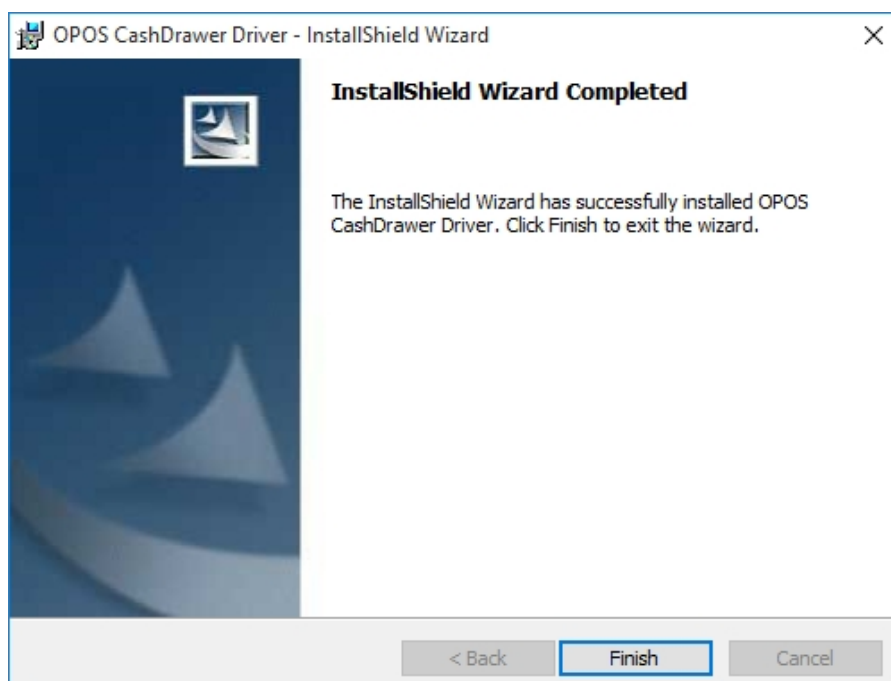 OPOS CashDrawer Driver - InstallShield Wizard
InstallShield Wizard Completed
The InstallShield Wizard has successfully installed OPOS
CashDrawer Driver. Click Finish to exit the wizard.
< Back
Finish
Cancel